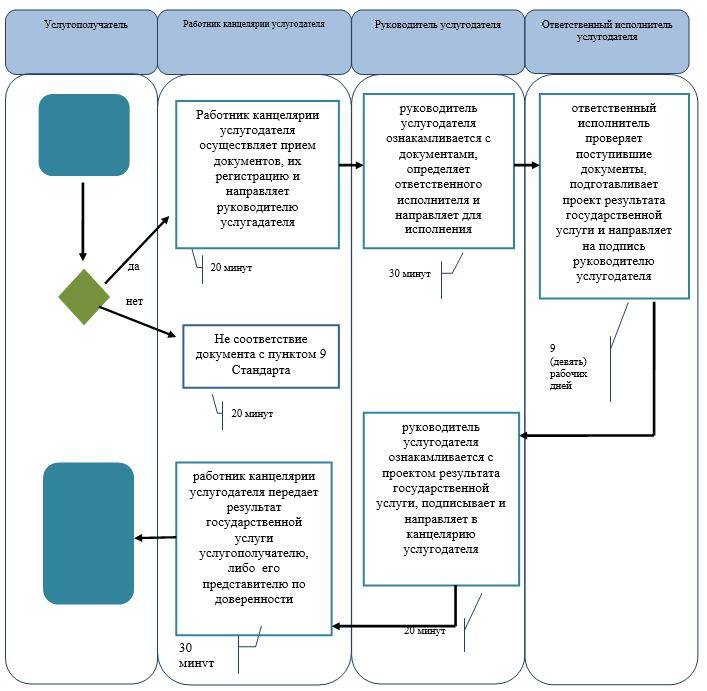 Услугополучатель
Работник канцелярии услугодателя
Руководитель услугодателя
Ответственный исполнитель
услугодателя
Работник канцелярии
услугодателя
осуществляет прием
документов, их
регистрацию и
направляет
руководителю
услугадателя
20 минут
руководитель
услугодателя
ознакамливается с
документами,
определяет
ответственного
исполнителя и
направляет для
исполнения
30 минут
ответственный
исполнитель
проверяет
поступившие
документы,
подготавливает
проект результата
государственной
услуги и направляет
на подпись
руководителю
услугодателя
9
(девять)
рабочих
дней
да
нет
Не соответствие
документа с пунктом 9
Стандарта
20 минут
руководитель
услугодателя
ознакамливается с
проектом результата
государственной
услуги, подписывает и
направляет в
канцелярию
услугодателя
20 минут
работник канцелярии
услугодателя передает
результат
государственной
услуги
услугополучателю,
либо его
представителю по
доверенности
30
минут